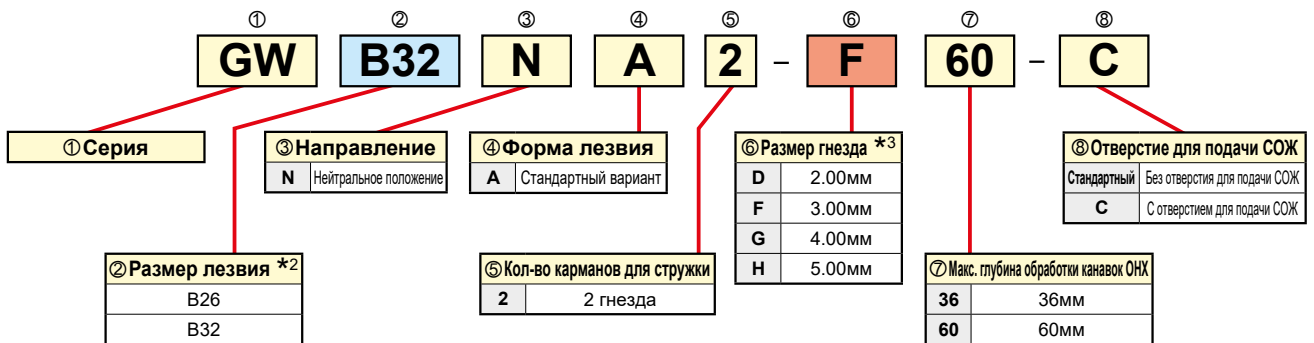 ① ② ③ ④ ⑤ ⑥ ⑦ ⑧
GW B32 N A 2 – F 60 – C
①Серия
③Направление
N Нейтральное положение
④Форма лезвия
A Стандартный вариант
⑥Размер гнезда *3
D 2.00мм
F 3.00мм
G 4.00мм
H 5.00мм
⑧Отверстие для подачи СОЖ
Стандартный Без отверстия для подачи СОЖ
C С отверстием для подачи СОЖ
②Размер лезвия *2
B26
B32
⑤Кол-во карманов для стружки
2 2 гнезда
⑦Макс. глубина обработки канавок ОНХ
36 36мм
60 60мм